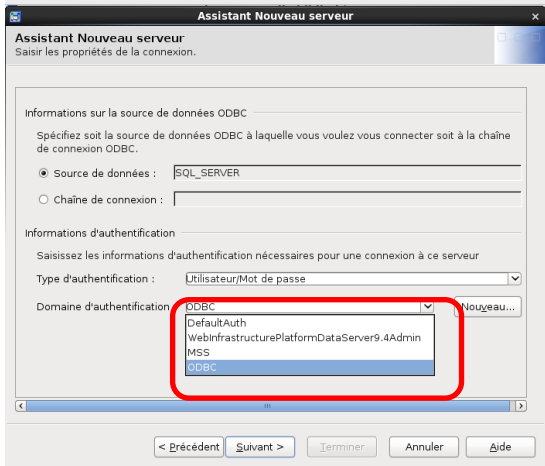 Assistant Nouveau serveur
Assistant Nouveau serveur
Saisir les propriétés de la connexion.
Informations sur la source de données ODBC
Spécifiez soit la source de données ODBC à laquelle vous voulez vous connecter soit à la chaîne
de connexion ODBC.
Source de données : SQL_SERVER
Chaîne de connexion :
Informations d'authentification
Saisissez les informations d'authentification nécessaires pour une connexion à ce serveur
Type d'authentification : Utilisateur/Mot de passe
Domaine d'authentification ODBC Nouveau...
DefaultAuth
WebInfrastructurePlatformDataServer9.4Admin
MSS
ODBC
< Précédent Suivant > Terminer Annuler Aide